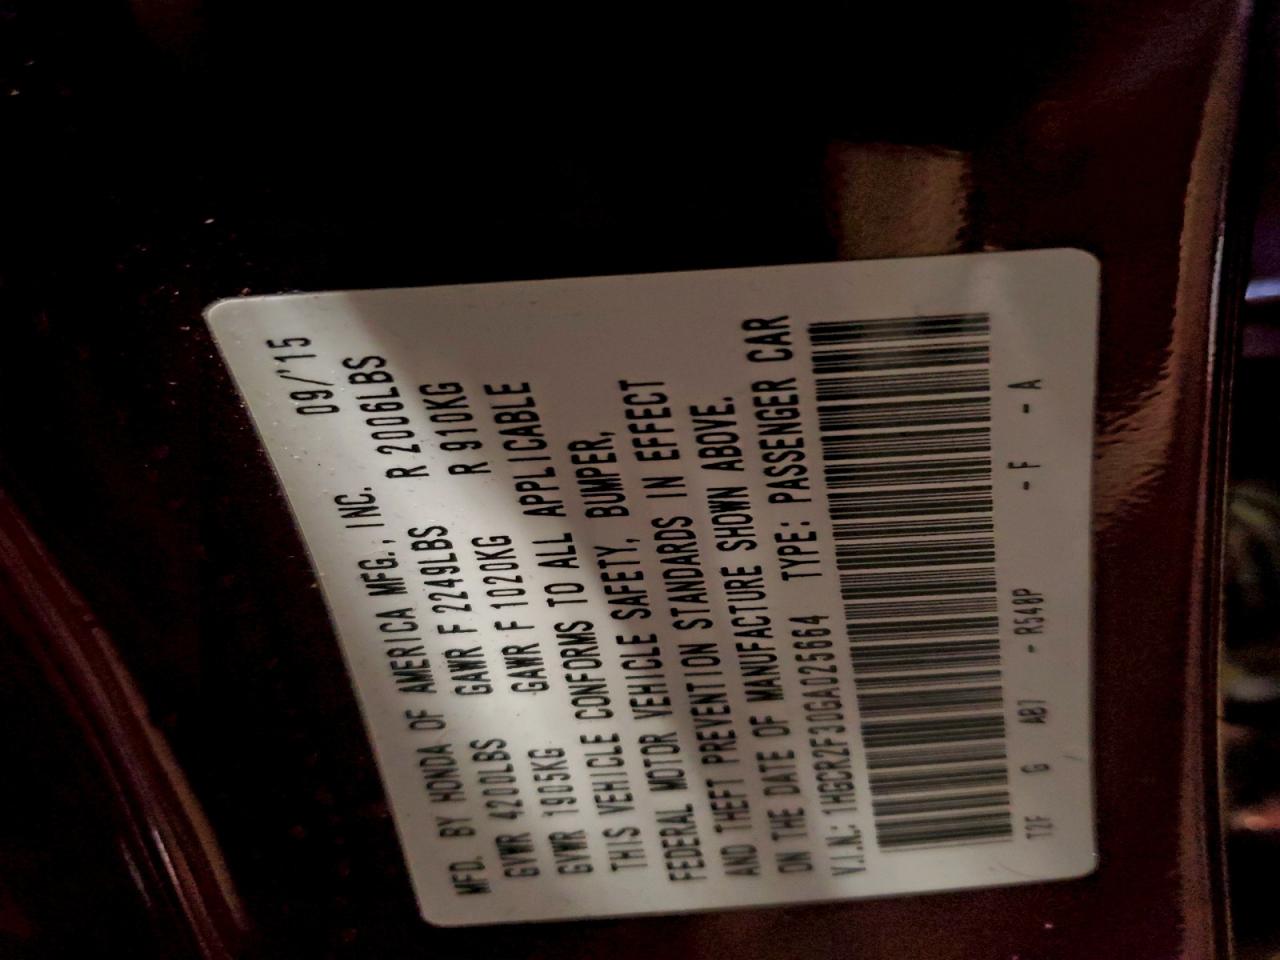 MFD. BY HONDA OF AMERICA MFG., INC. 09/'15
GVWR 4200LBS GAWR F 2249LBS R 2006LBS
GVWR 1905KG GAWR F 1020KG R 910KG
THIS VEHICLE CONFORMS TO ALL APPLICABLE
FEDERAL MOTOR VEHICLE SAFETY, BUMPER,
AND THEFT PREVENTION STANDARDS IN EFFECT
ON THE DATE OF MANUFACTURE SHOWN ABOVE.
V.I.N.: 1HGCR2F30GA025664 TYPE: PASSENGER CAR
T2F G ABJ - R548P - F - A